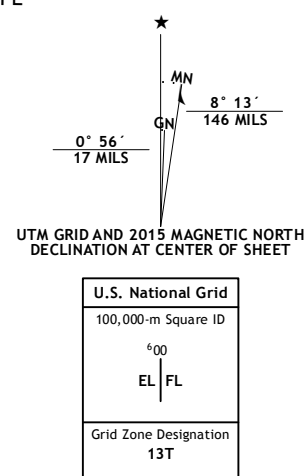 MN
GN
8° 13´
146 MILS
0° 56´
17 MILS
UTM GRID AND 2015 MAGNETIC NORTH
DECLINATION AT CENTER OF SHEET
U.S. National Grid
100,000-m Square ID
⁶00
EL FL
Grid Zone Designation
13T